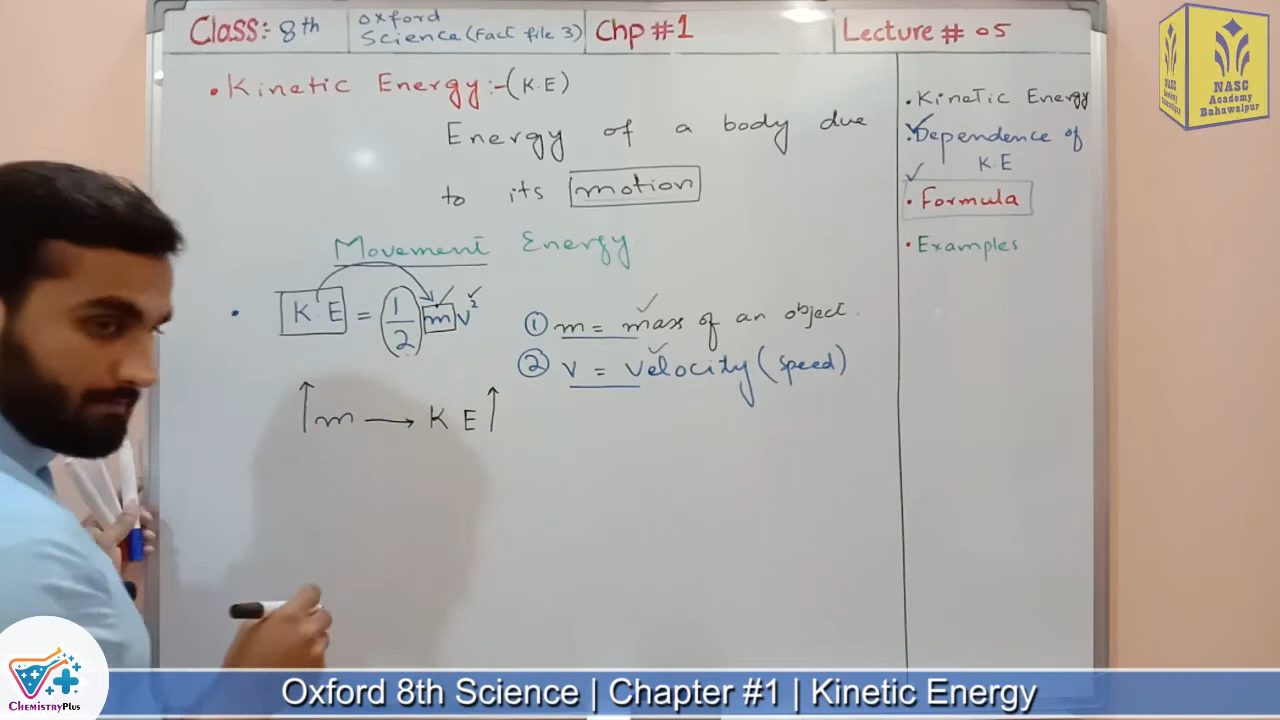 Class: 8th
Oxford
Science (Fact file 3)
Chp #1
Lecture # 05
NASC
Academy
Bahawalpur
• Kinetic Energy :- (K.E)
Energy of a body due
to its motion
Movement Energy
• K.E = 1/2 mv²
① m = mass of an object.
② v = velocity (speed)
↑m → K E↑
• Kinetic Energy
• Dependence of
K E
• Formula
• Examples
ChemistryPlus
Oxford 8th Science | Chapter #1 | Kinetic Energy